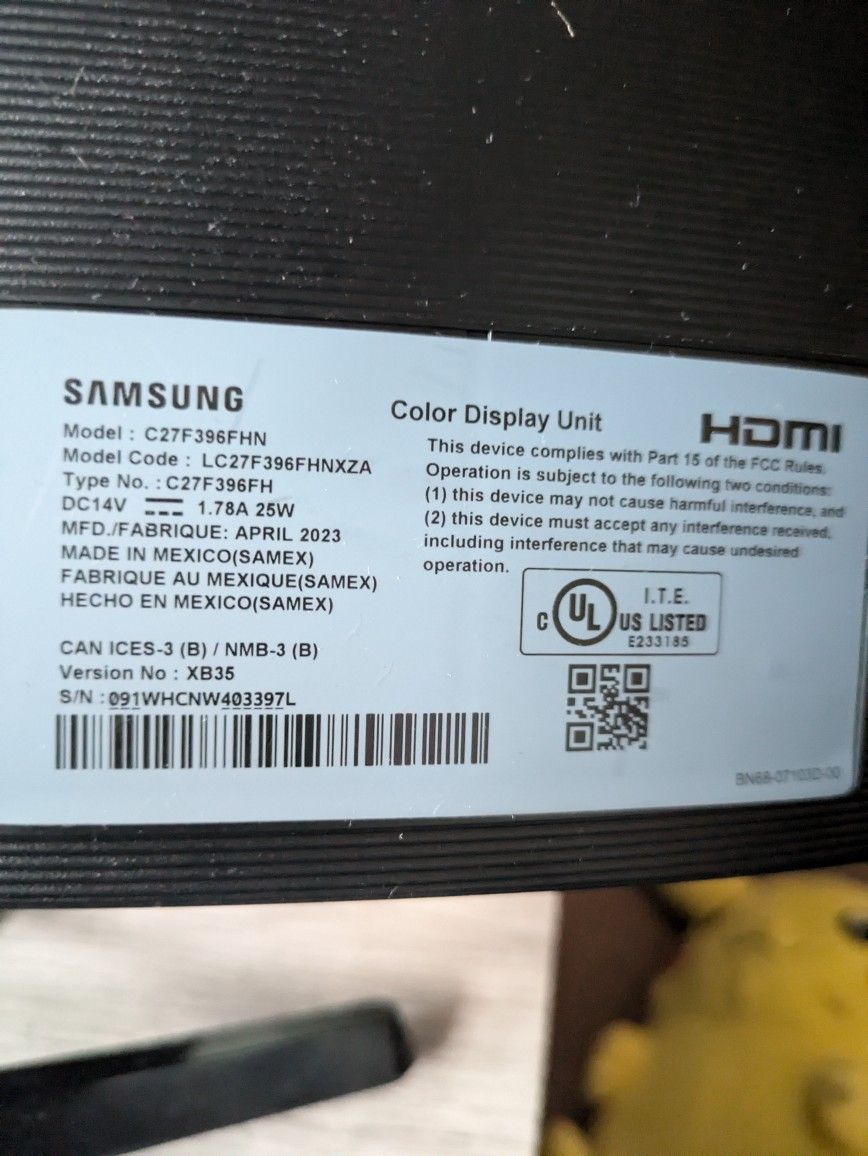 SAMSUNG
Model : C27F396FHN
Model Code : LC27F396FHNXZA
Type No. : C27F396FH
DC14V 1.78A 25W
MFD./FABRIQUE: APRIL 2023
MADE IN MEXICO(SAMEX)
FABRIQUE AU MEXIQUE(SAMEX)
HECHO EN MEXICO(SAMEX)
CAN ICES-3 (B) / NMB-3 (B)
Version No : XB35
S/N : 091WHCNW403397L
Color Display Unit
HDMI
This device complies with Part 15 of the FCC Rules.
Operation is subject to the following two conditions:
(1) this device may not cause harmful interference, and
(2) this device must accept any interference received,
including interference that may cause undesired
operation.
C UL US LISTED
I.T.E.
E233185
BN68-07103D-00